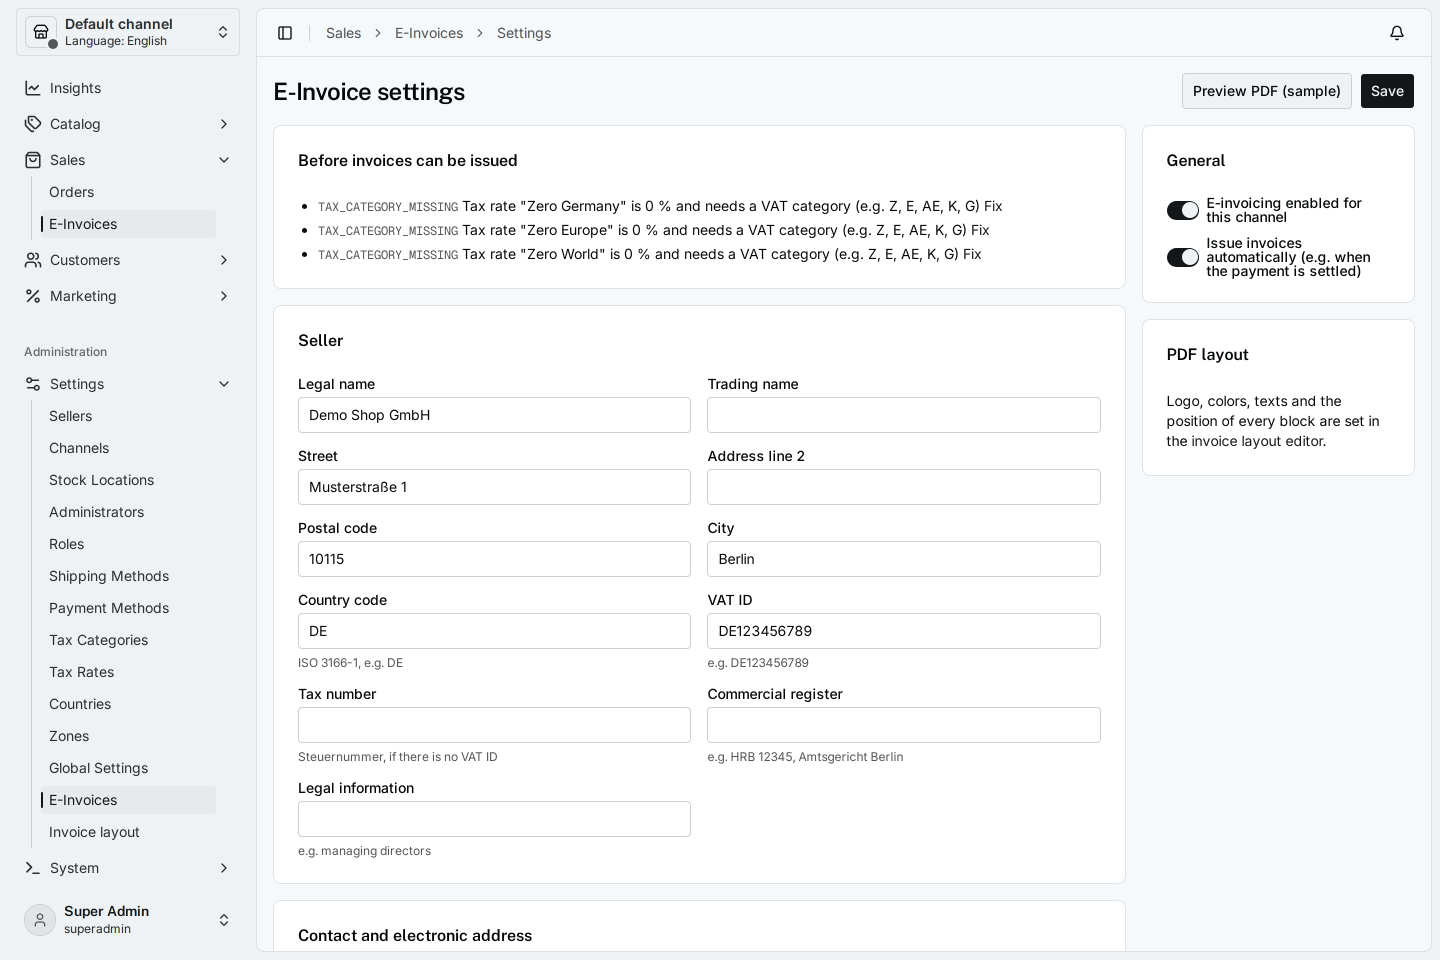 Default channel
Language: English
Insights
Catalog
Sales
Orders
E-Invoices
Customers
Marketing
Administration
Settings
Sellers
Channels
Stock Locations
Administrators
Roles
Shipping Methods
Payment Methods
Tax Categories
Tax Rates
Countries
Zones
Global Settings
E-Invoices
Invoice layout
System
Super Admin
superadmin
Sales
E-Invoices
Settings
E-Invoice settings
Preview PDF (sample)
Save
Before invoices can be issued
TAX_CATEGORY_MISSING Tax rate "Zero Germany" is 0 % and needs a VAT category (e.g. Z, E, AE, K, G) Fix
TAX_CATEGORY_MISSING Tax rate "Zero Europe" is 0 % and needs a VAT category (e.g. Z, E, AE, K, G) Fix
TAX_CATEGORY_MISSING Tax rate "Zero World" is 0 % and needs a VAT category (e.g. Z, E, AE, K, G) Fix
Seller
Legal name
Demo Shop GmbH
Trading name
Street
Musterstraße 1
Address line 2
Postal code
10115
City
Berlin
Country code
DE
ISO 3166-1, e.g. DE
VAT ID
DE123456789
e.g. DE123456789
Tax number
Steuernummer, if there is no VAT ID
Commercial register
e.g. HRB 12345, Amtsgericht Berlin
Legal information
e.g. managing directors
Contact and electronic address
General
E-invoicing enabled for
this channel
Issue invoices
automatically (e.g. when
the payment is settled)
PDF layout
Logo, colors, texts and the
position of every block are set in
the invoice layout editor.